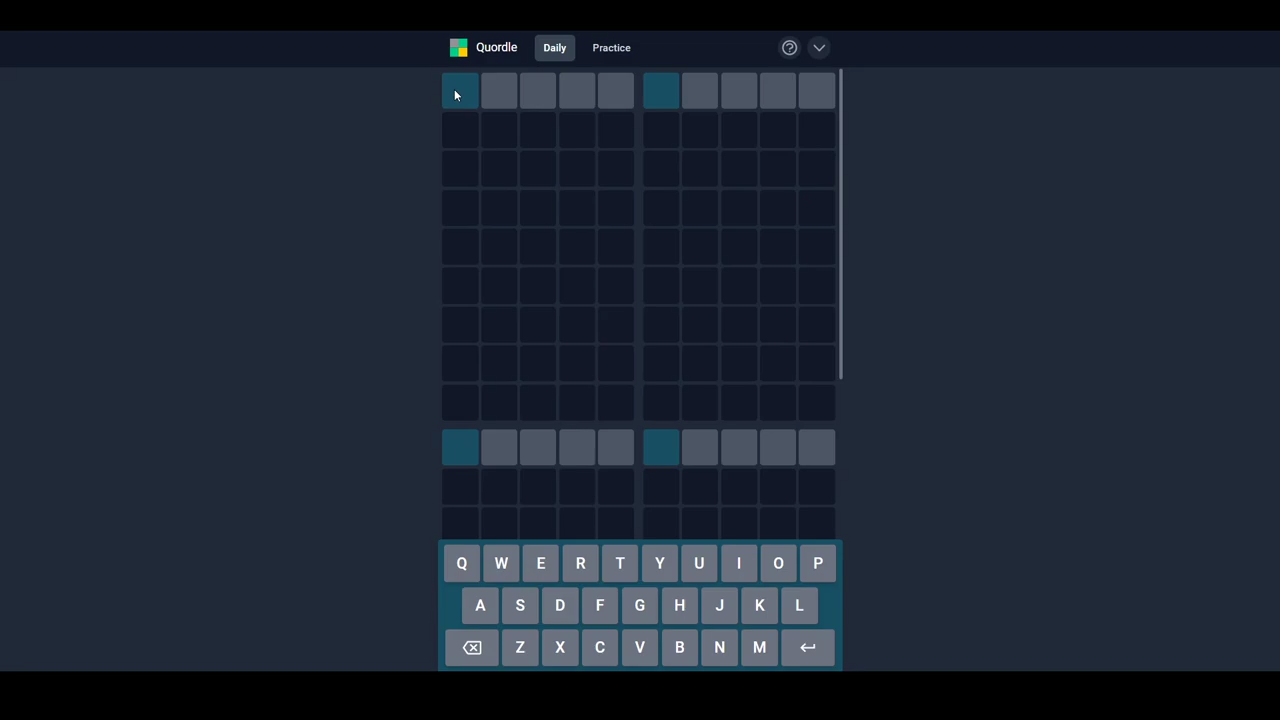 Quordle Daily Practice
Q W E R T Y U I O P
A S D F G H J K L
Z X C V B N M